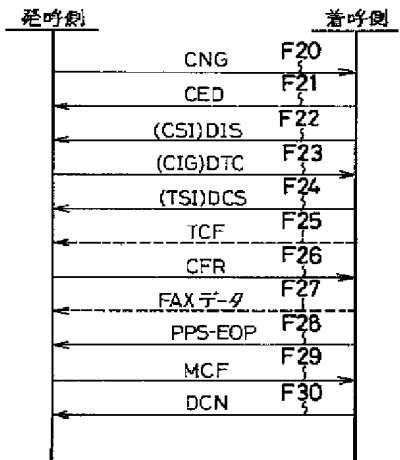 発呼側 着呼側
CNG F20
CED F21
(CSI)DIS F22
(CIG)DTC F23
(TSI)DCS F24
TCF F25
CFR F26
FAXデータ F27
PPS-EOP F28
MCF F29
DCN F30